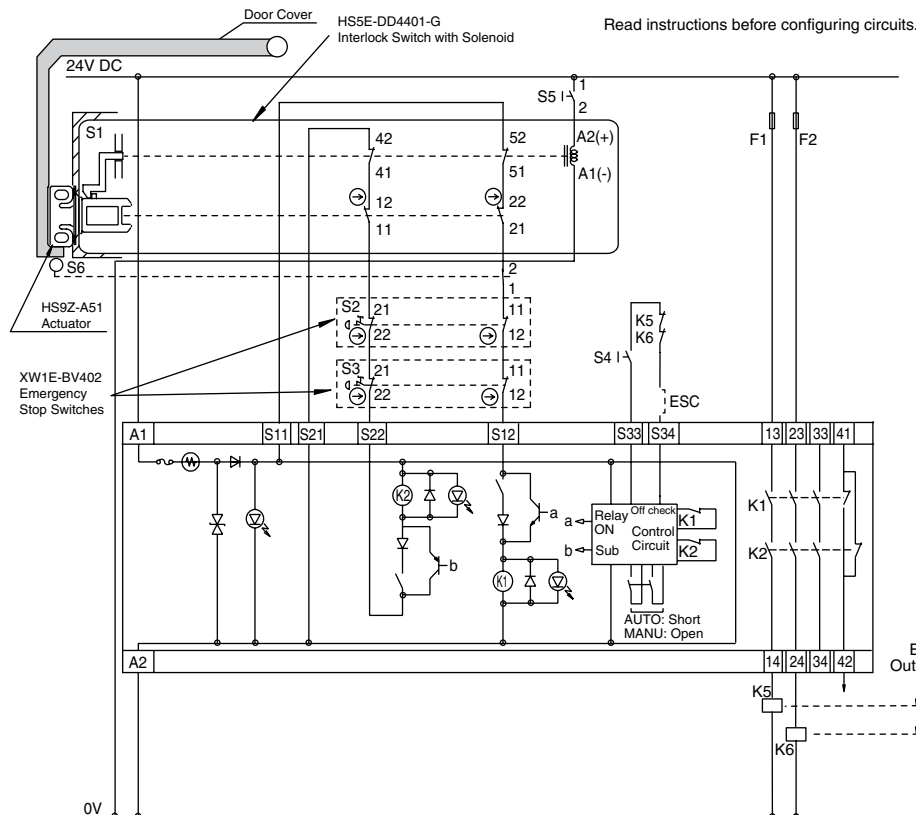 Door Cover
HS5E-DD4401-G
Interlock Switch with Solenoid
Read instructions before configuring circuits.
24V DC
S5
1
2
F1
F2
S1
42
52
A2(+)
41
51
A1(-)
12
22
11
21
S6
2
1
HS9Z-A51
Actuator
S2
21
11
22
12
K5
K6
S4
XW1E-BV402
Emergency
Stop Switches
S3
21
11
22
12
ESC
A1
S11
S21
S22
S12
S33
S34
13
23
33
41
K2
a
b
K1
a
b
Relay
ON
Sub
Off check
Control
Circuit
K1
K2
K1
K2
AUTO: Short
MANU: Open
A2
14
24
34
42
E
Out
K5
K6
0V